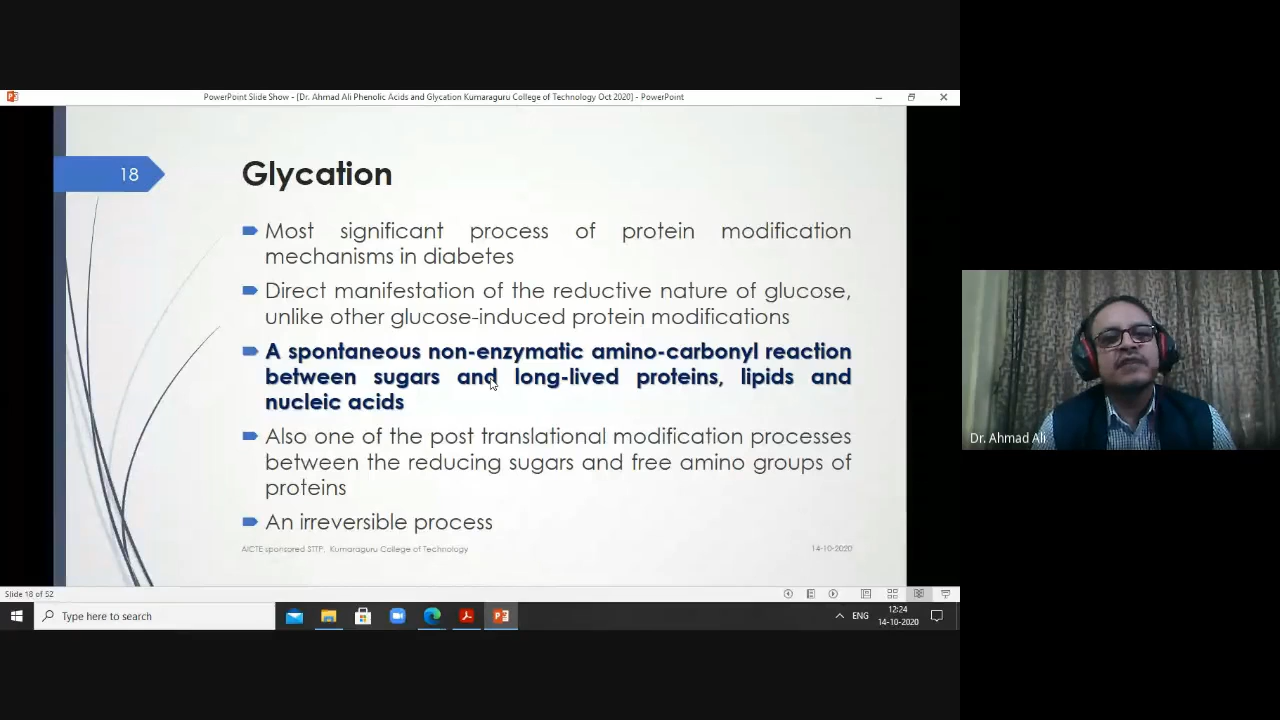 PowerPoint Slide Show - [Dr. Ahmad Ali Phenolic Acids and Glycation Kumaraguru College of Technology Oct 2020] - PowerPoint
18
Glycation
Most significant process of protein modification
mechanisms in diabetes
Direct manifestation of the reductive nature of glucose,
unlike other glucose-induced protein modifications
A spontaneous non-enzymatic amino-carbonyl reaction
between sugars and long-lived proteins, lipids and
nucleic acids
Also one of the post translational modification processes
between the reducing sugars and free amino groups of
proteins
An irreversible process
AICTE sponsored STTP, Kumaraguru College of Technology
14-10-2020
Dr. Ahmad Ali
Slide 18 of 52
Type here to search
ENG
12:24
14-10-2020